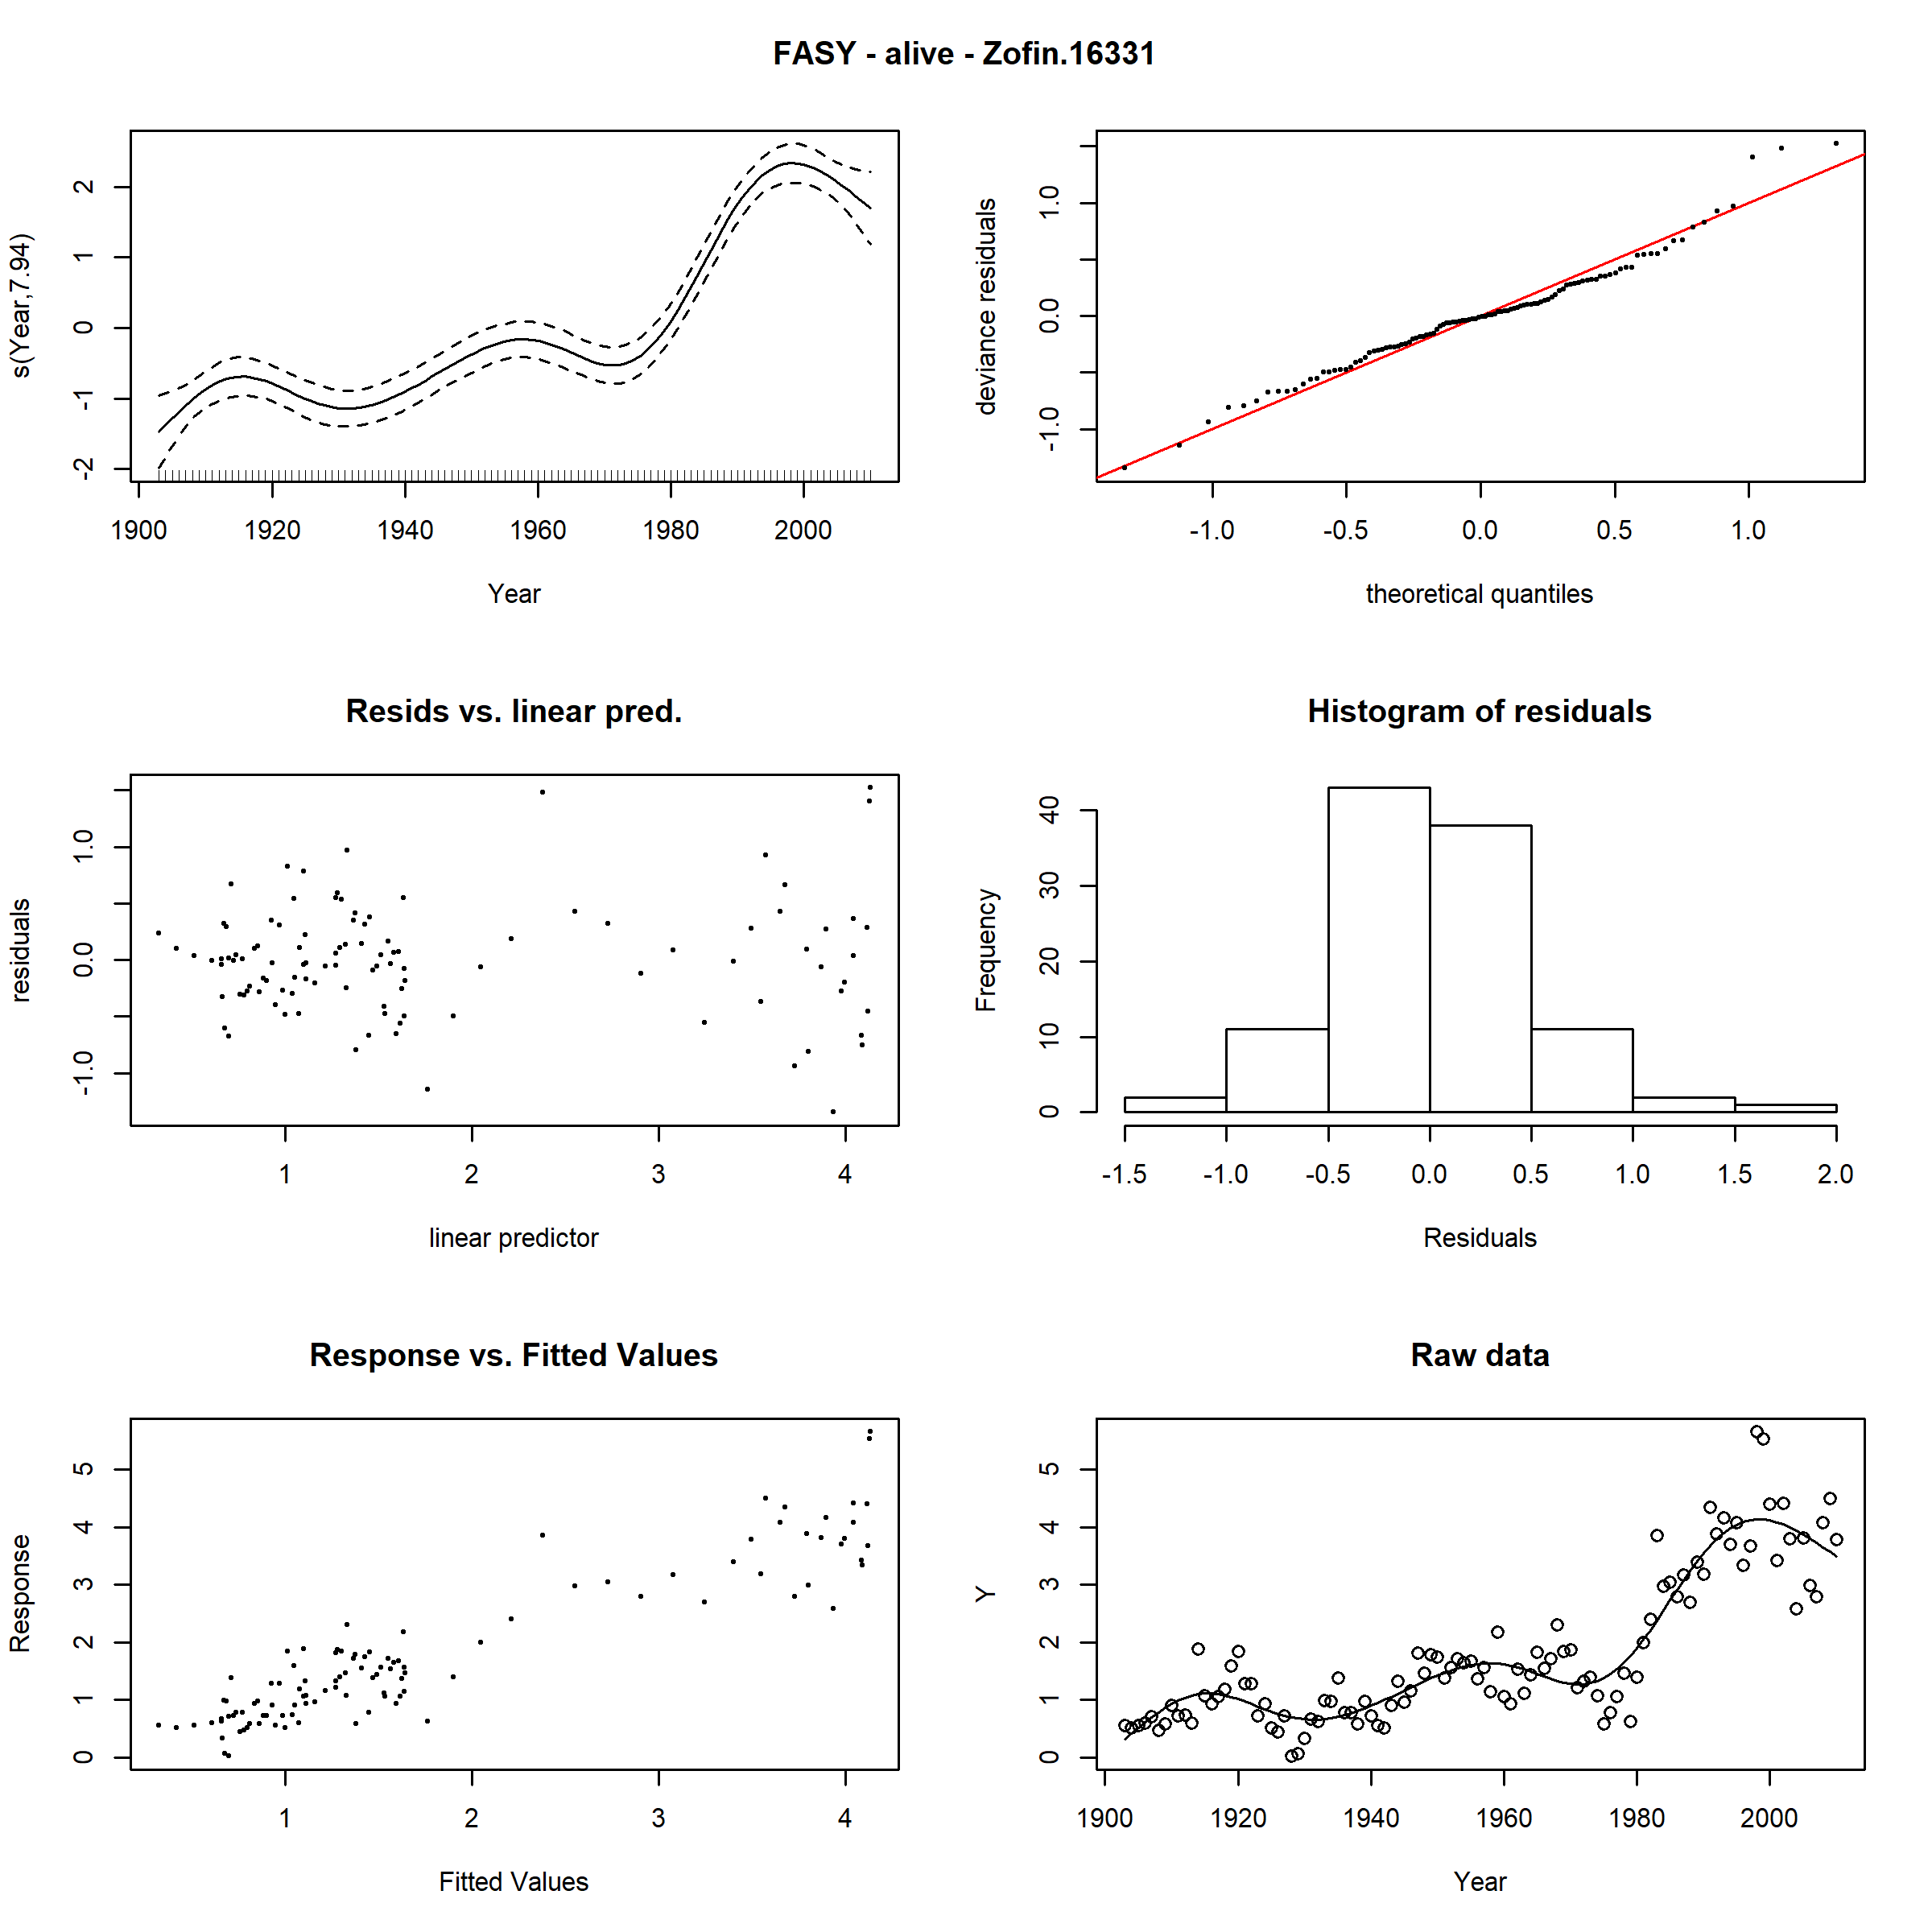 FASY - alive - Zofin.16331
s(Year,7.94)
2
1
0
-1
-2
1900 1920 1940 1960 1980 2000
Year
deviance residuals
1.0
0.0
-1.0
-1.0 -0.5 0.0 0.5 1.0
theoretical quantiles
Resids vs. linear pred.
residuals
1.0
0.0
-1.0
1 2 3 4
linear predictor
Histogram of residuals
Frequency
40
30
20
10
0
-1.5 -1.0 -0.5 0.0 0.5 1.0 1.5 2.0
Residuals
Response vs. Fitted Values
Response
5
4
3
2
1
0
1 2 3 4
Fitted Values
Raw data
Y
5
4
3
2
1
0
1900 1920 1940 1960 1980 2000
Year